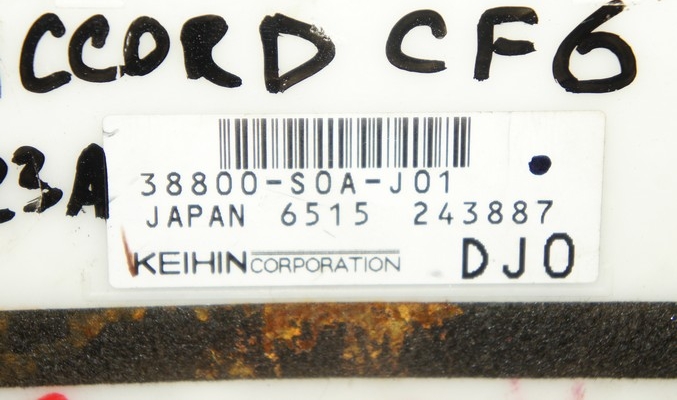 CCORD CF6
23A
38800-S0A-J01
JAPAN 6515 243887
KEIHIN CORPORATION DJ0